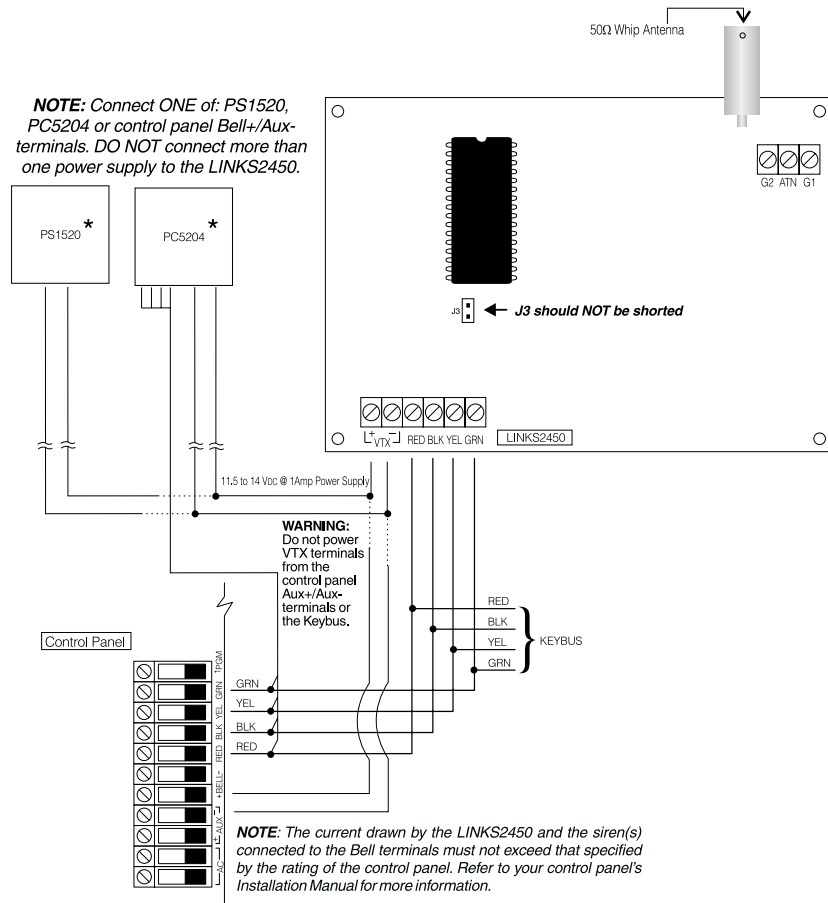 50Ω Whip Antenna
NOTE: Connect ONE of: PS1520,
PC5204 or control panel Bell+/Aux-
terminals. DO NOT connect more than
one power supply to the LINKS2450.
PS1520 *
PC5204 *
G2 ATN G1
J3
J3 should NOT be shorted
+ VTX − RED BLK YEL GRN
LINKS2450
11.5 to 14 VDC @ 1Amp Power Supply
WARNING:
Do not power
VTX terminals
from the
control panel
Aux+/Aux-
terminals or
the Keybus.
RED
BLK
YEL
GRN
KEYBUS
Control Panel
1PGM
GRN
YEL
BLK
RED
+BELL-
+ AUX −
AC
GRN
YEL
BLK
RED
NOTE: The current drawn by the LINKS2450 and the siren(s)
connected to the Bell terminals must not exceed that specified
by the rating of the control panel. Refer to your control panel's
Installation Manual for more information.